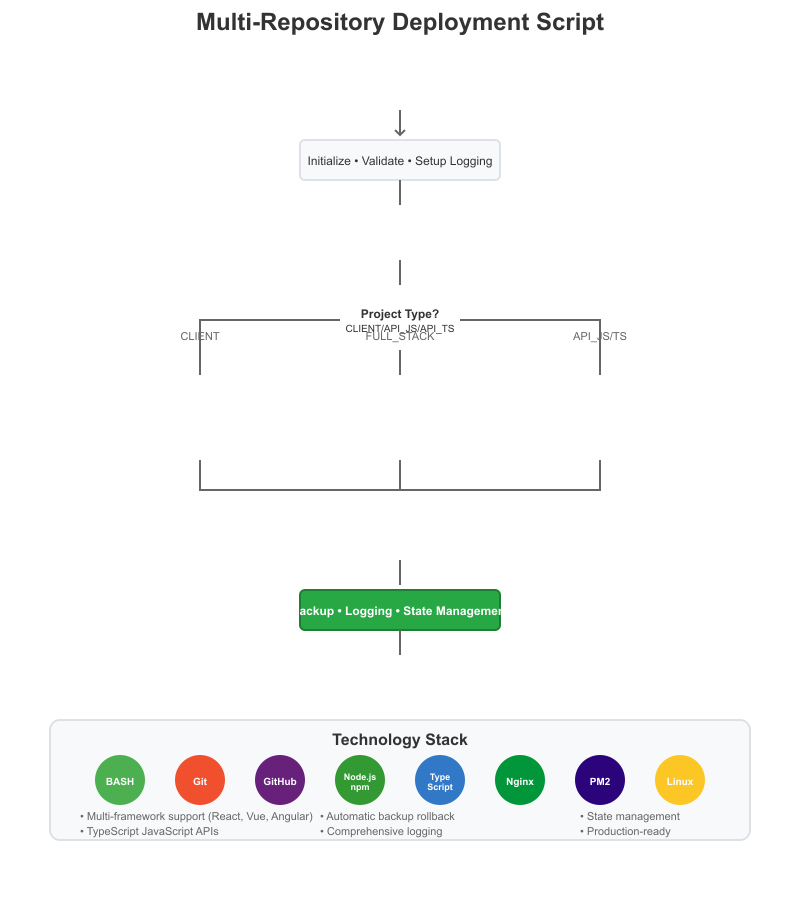 Multi-Repository Deployment Script
Initialize • Validate • Setup Logging
Project Type?
CLIENT/API_JS/API_TS
CLIENT
FULL_STACK
API_JS/TS
ackup • Logging • State Managemen
Technology Stack
BASH
Git
GitHub
Node.js
npm
Type
Script
Nginx
PM2
Linux
• Multi-framework support (React, Vue, Angular)
• Automatic backup rollback
• State management
• TypeScript JavaScript APIs
• Comprehensive logging
• Production-ready